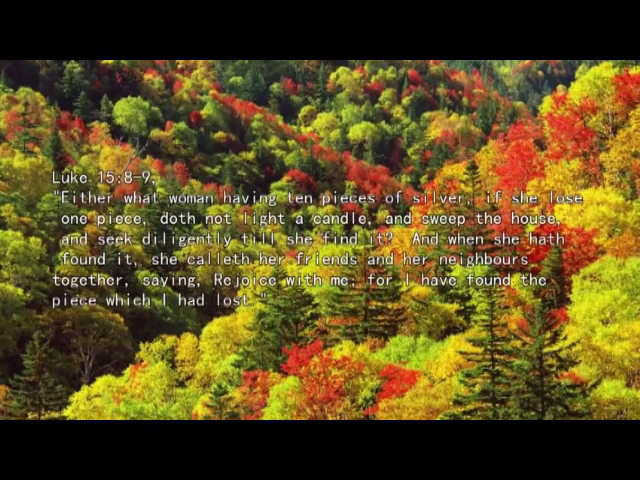 Luke 15:8-9,
"Either what woman having ten pieces of silver, if she lose
one piece, doth not light a candle, and sweep the house,
and seek diligently till she find it? And when she hath
found it, she calleth her friends and her neighbours
together, saying, Rejoice with me; for I have found the
piece which I had lost."